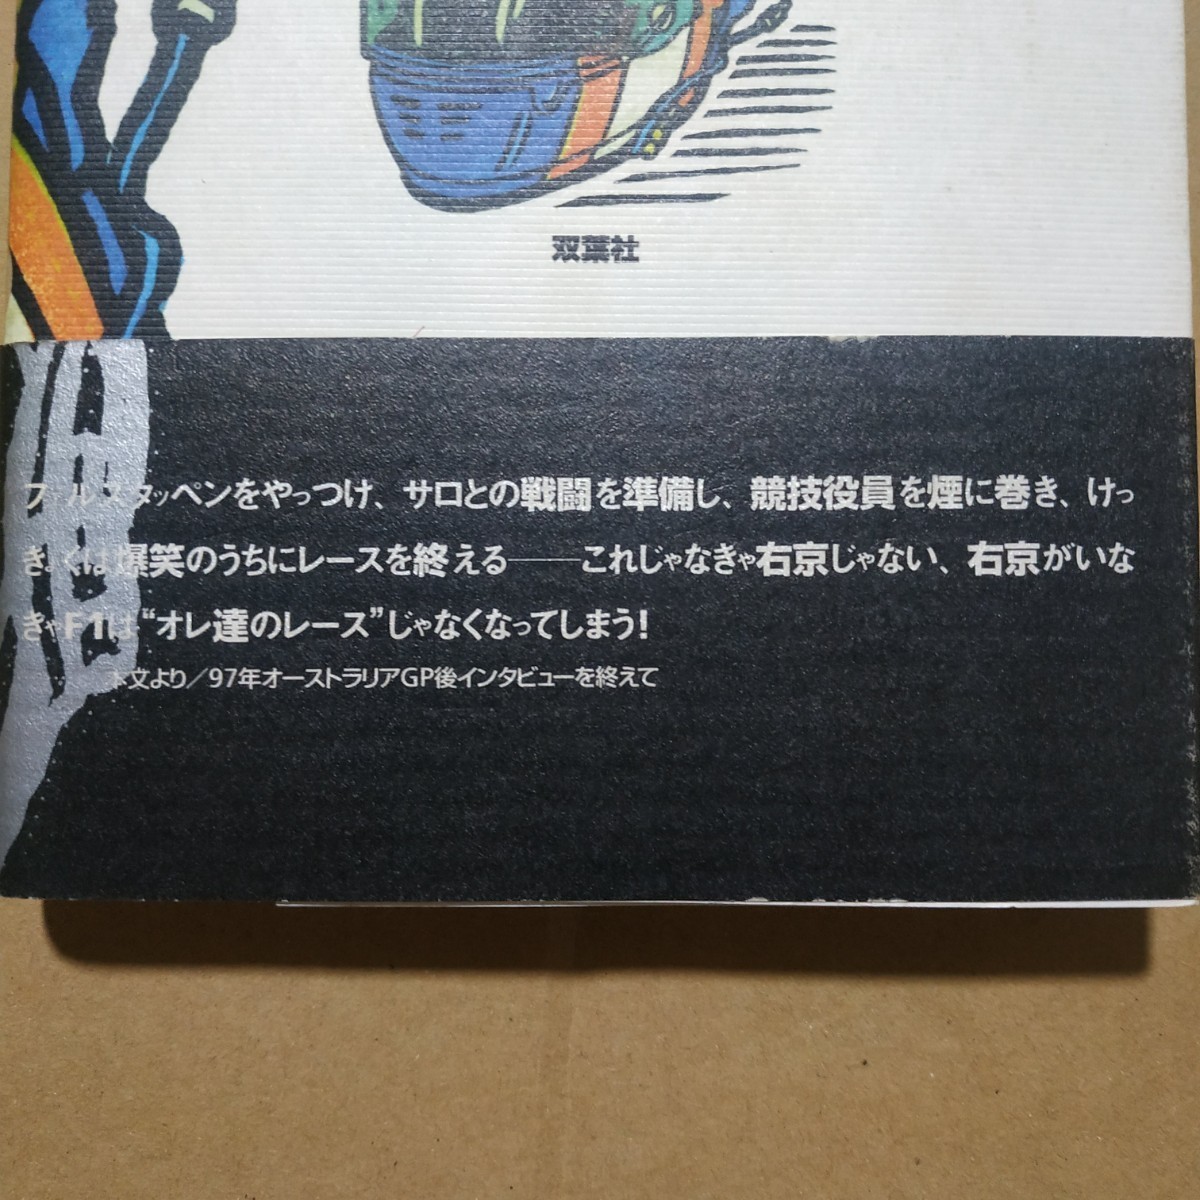 双葉社
フェルスタッペンをやっつけ、サロとの戦闘を準備し、競技役員を煙に巻き、けっ
きょくは爆笑のうちにレースを終える──これじゃなきゃ右京じゃない、右京がいな
きゃF1は“オレ達のレース”じゃなくなってしまう!
本文より/97年オーストラリアGP後インタビューを終えて